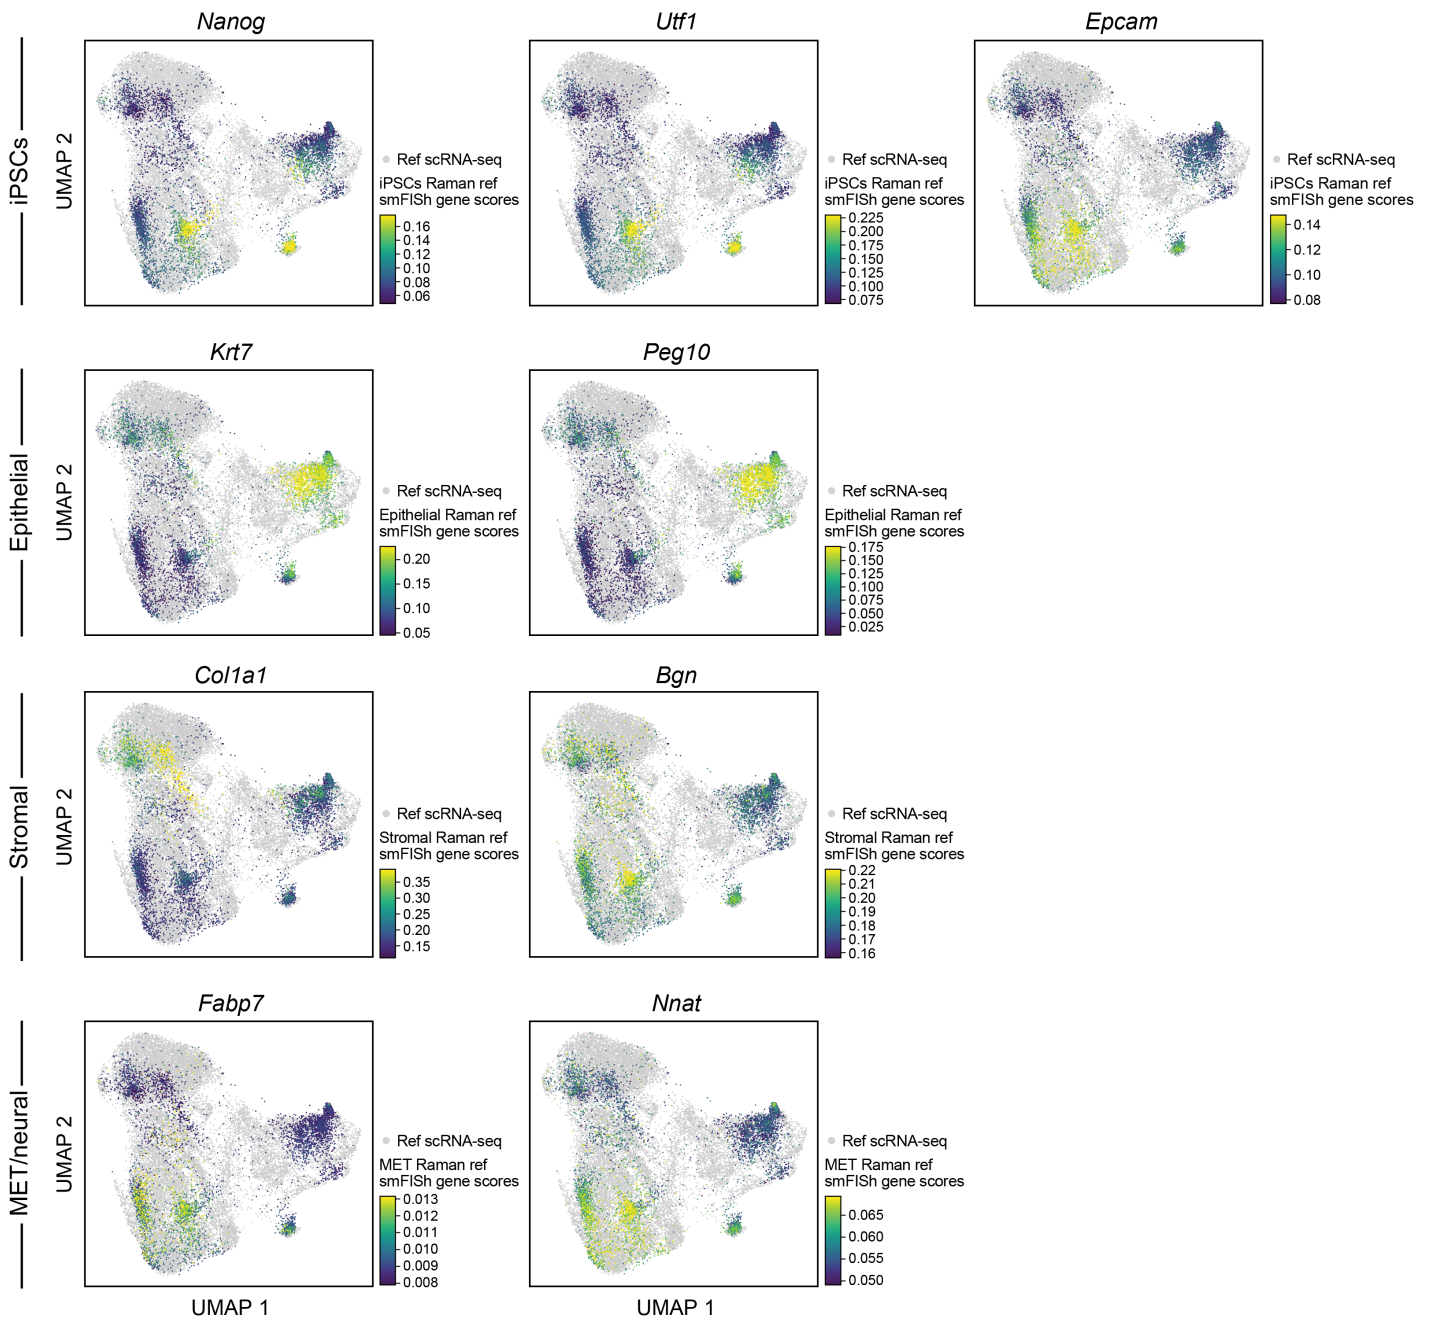 Nanog
Utf1
Epcam
iPSCs
UMAP 2
Ref scRNA-seq
iPSCs Raman ref
smFISh gene scores
0.16
0.14
0.12
0.10
0.08
0.06
Ref scRNA-seq
iPSCs Raman ref
smFISh gene scores
0.225
0.200
0.175
0.150
0.125
0.100
0.075
Ref scRNA-seq
iPSCs Raman ref
smFISh gene scores
0.14
0.12
0.10
0.08
Krt7
Peg10
Epithelial
UMAP 2
Ref scRNA-seq
Epithelial Raman ref
smFISh gene scores
0.20
0.15
0.10
0.05
Ref scRNA-seq
Epithelial Raman ref
smFISh gene scores
0.175
0.150
0.125
0.100
0.075
0.050
0.025
Col1a1
Bgn
Stromal
UMAP 2
Ref scRNA-seq
Stromal Raman ref
smFISh gene scores
0.35
0.30
0.25
0.20
0.15
Ref scRNA-seq
Stromal Raman ref
smFISh gene scores
0.22
0.21
0.20
0.19
0.18
0.17
0.16
Fabp7
Nnat
MET/neural
UMAP 2
Ref scRNA-seq
MET Raman ref
smFISh gene scores
0.013
0.012
0.011
0.010
0.009
0.008
Ref scRNA-seq
MET Raman ref
smFISh gene scores
0.065
0.060
0.055
0.050
UMAP 1
UMAP 1